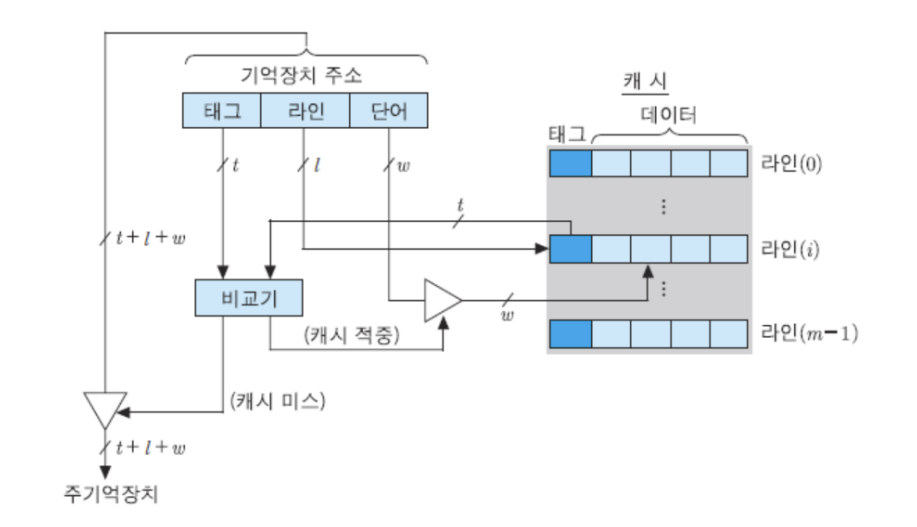 기억장치 주소
태그 라인 단어
캐 시
데이터
태그
라인(0)
⋮
라인(i)
⋮
라인(m-1)
t
l
w
t
t+l+w
비교기
w
(캐시 적중)
(캐시 미스)
t+l+w
주기억장치